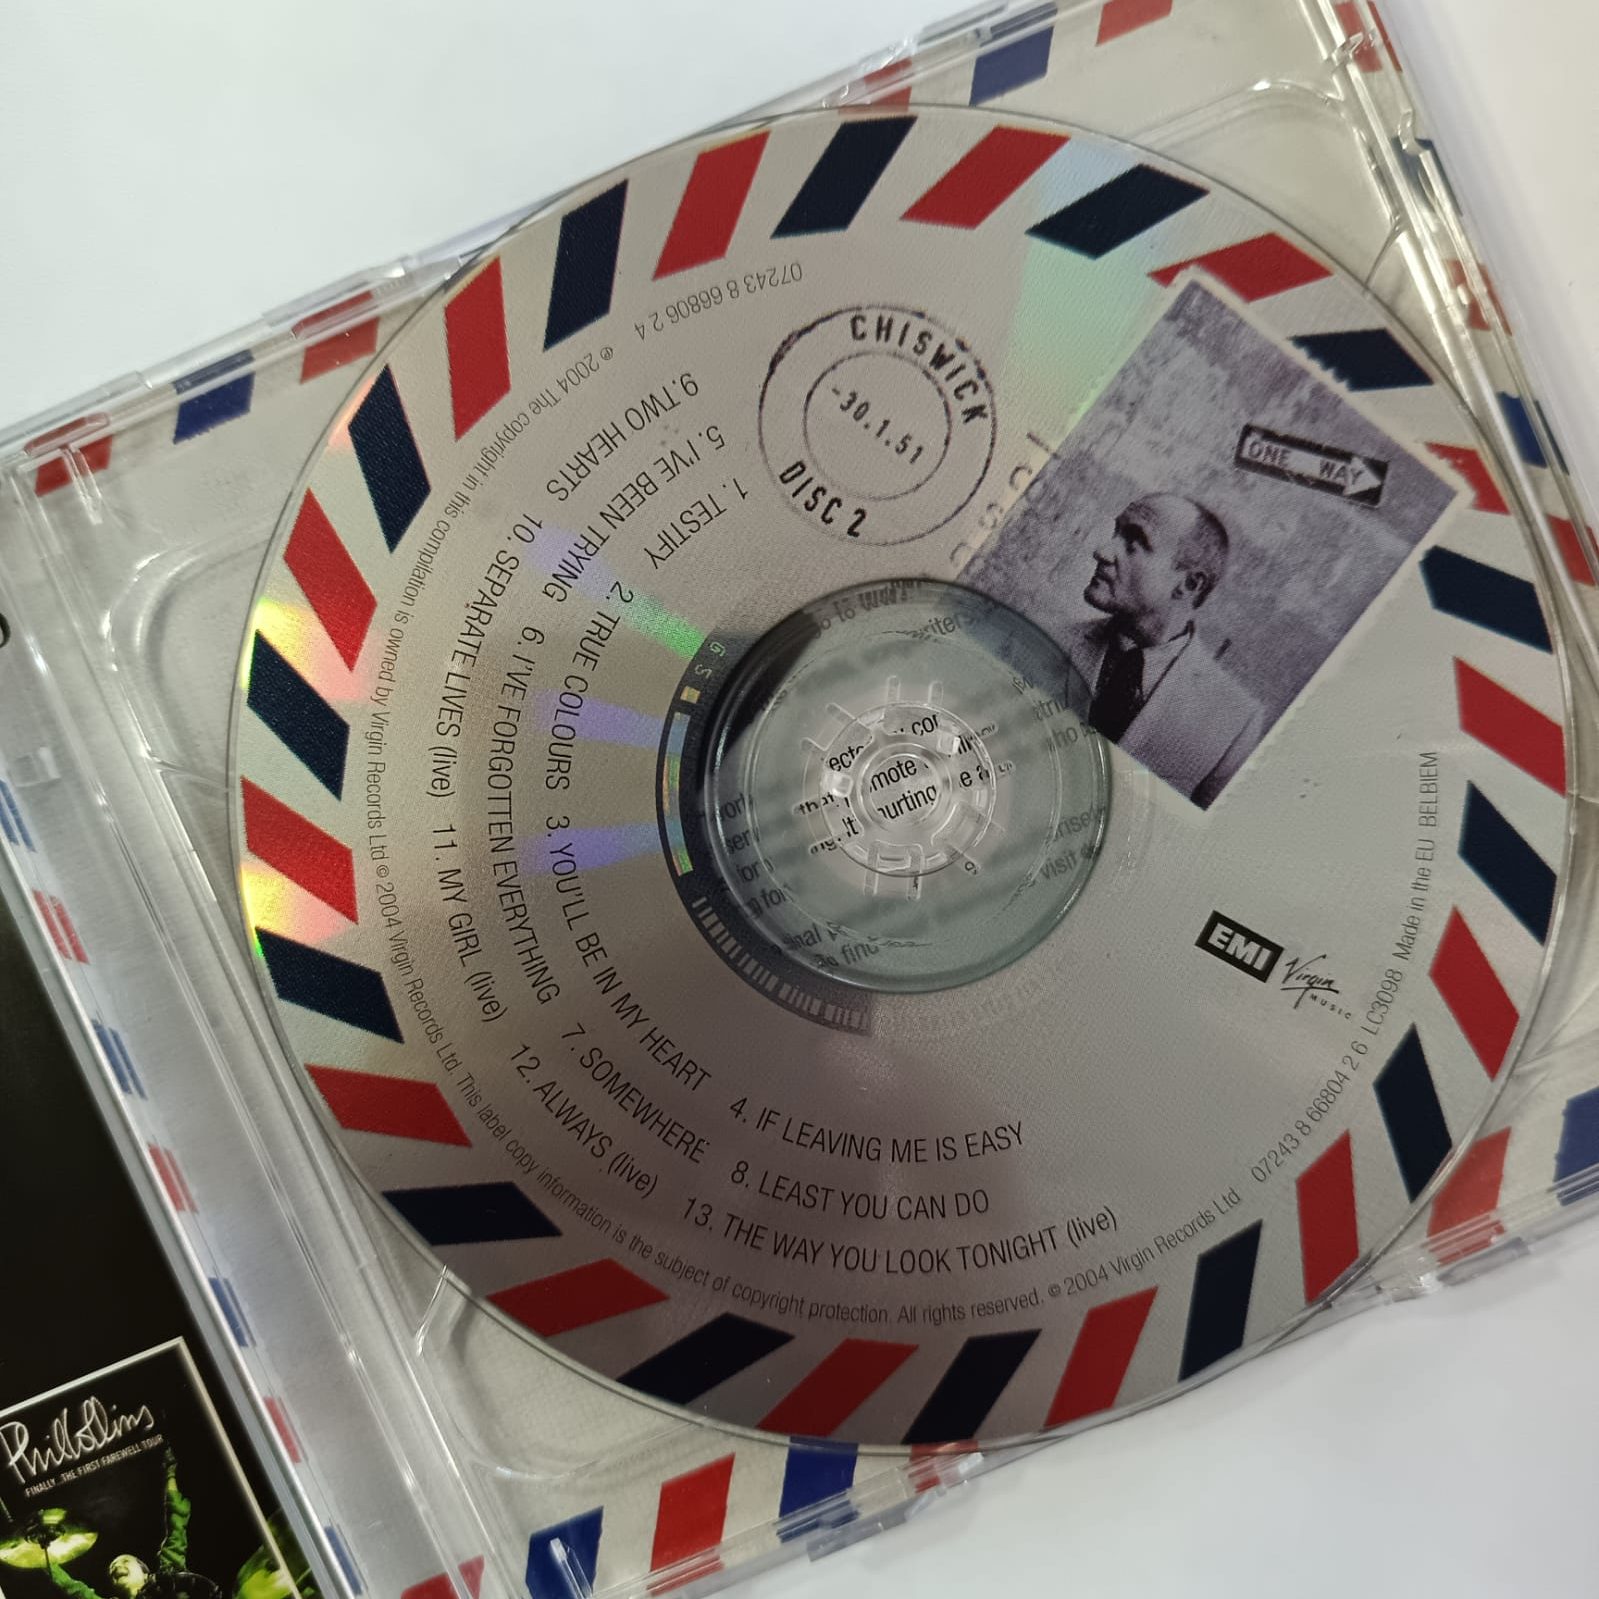 CHISWICK
-30.1.51
DISC 2
ONE WAY
1. TESTIFY 2. TRUE COLOURS 3. YOU'LL BE IN MY HEART 4. IF LEAVING ME IS EASY
5. I'VE BEEN TRYING 6. I'VE FORGOTTEN EVERYTHING 7. SOMEWHERE 8. LEAST YOU CAN DO
9. TWO HEARTS 10. SEPARATE LIVES (live) 11. MY GIRL (live) 12. ALWAYS (live) 13. THE WAY YOU LOOK TONIGHT (live)
07243 8 66806 2 4 ℗ 2004 The copyright in this compilation is owned by Virgin Records Ltd © 2004 Virgin Records Ltd. This label copy information is the subject of copyright protection. All rights reserved. © 2004 Virgin Records Ltd 07243 8 66804 2 6 LC3098 Made in the EU BELBIEM
EMI
Virgin
MUSIC
Phil Collins
FINALLY...THE FIRST FAREWELL TOUR